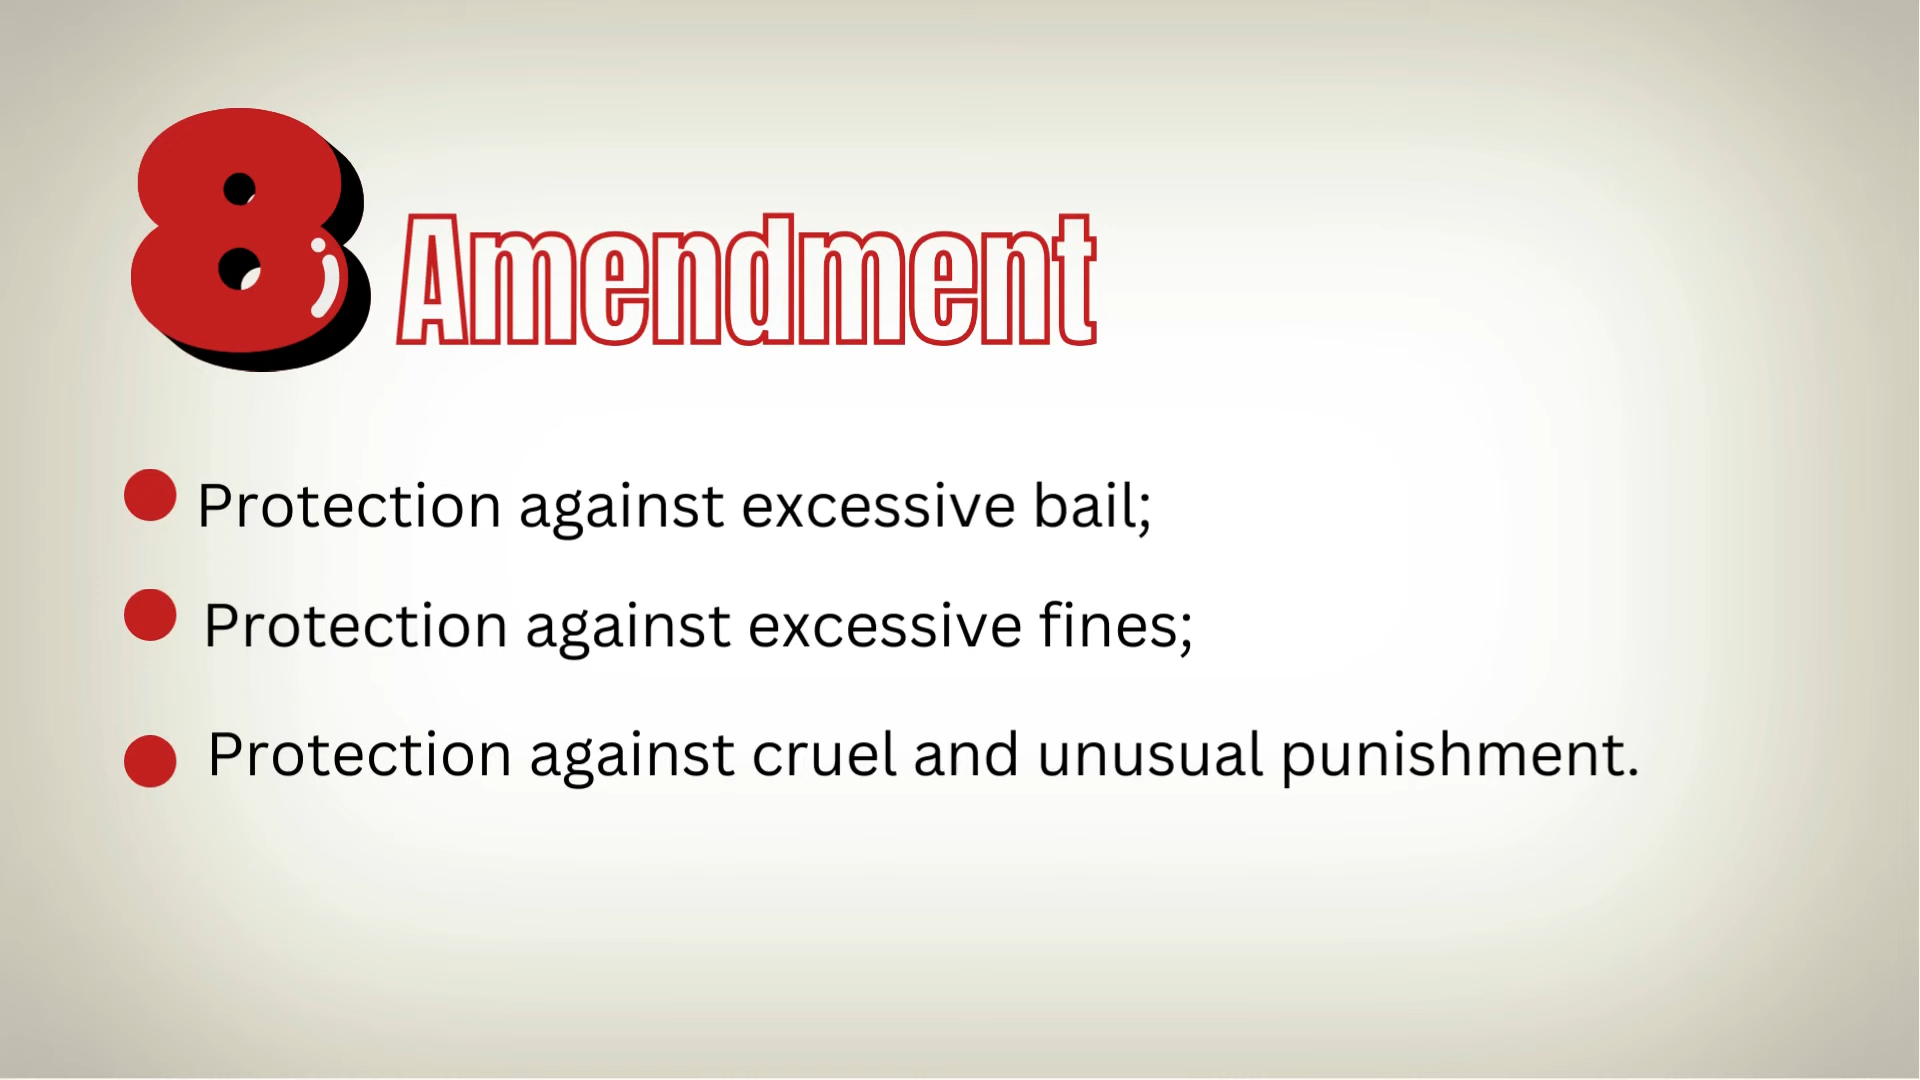 8 Amendment
Protection against excessive bail;
Protection against excessive fines;
Protection against cruel and unusual punishment.